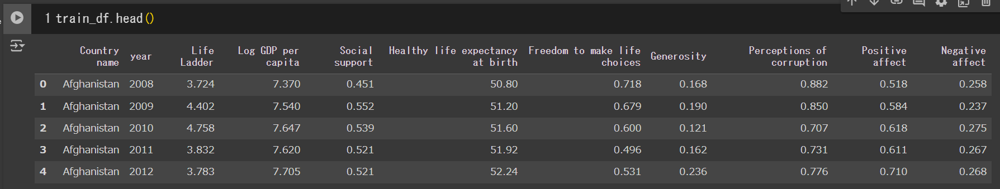 1 train_df.head()
Country name year Life Ladder Log GDP per capita Social support Healthy life expectancy at birth Freedom to make life choices Generosity Perceptions of corruption Positive affect Negative affect
0 Afghanistan 2008 3.724 7.370 0.451 50.80 0.718 0.168 0.882 0.518 0.258
1 Afghanistan 2009 4.402 7.540 0.552 51.20 0.679 0.190 0.850 0.584 0.237
2 Afghanistan 2010 4.758 7.647 0.539 51.60 0.600 0.121 0.707 0.618 0.275
3 Afghanistan 2011 3.832 7.620 0.521 51.92 0.496 0.162 0.731 0.611 0.267
4 Afghanistan 2012 3.783 7.705 0.521 52.24 0.531 0.236 0.776 0.710 0.268